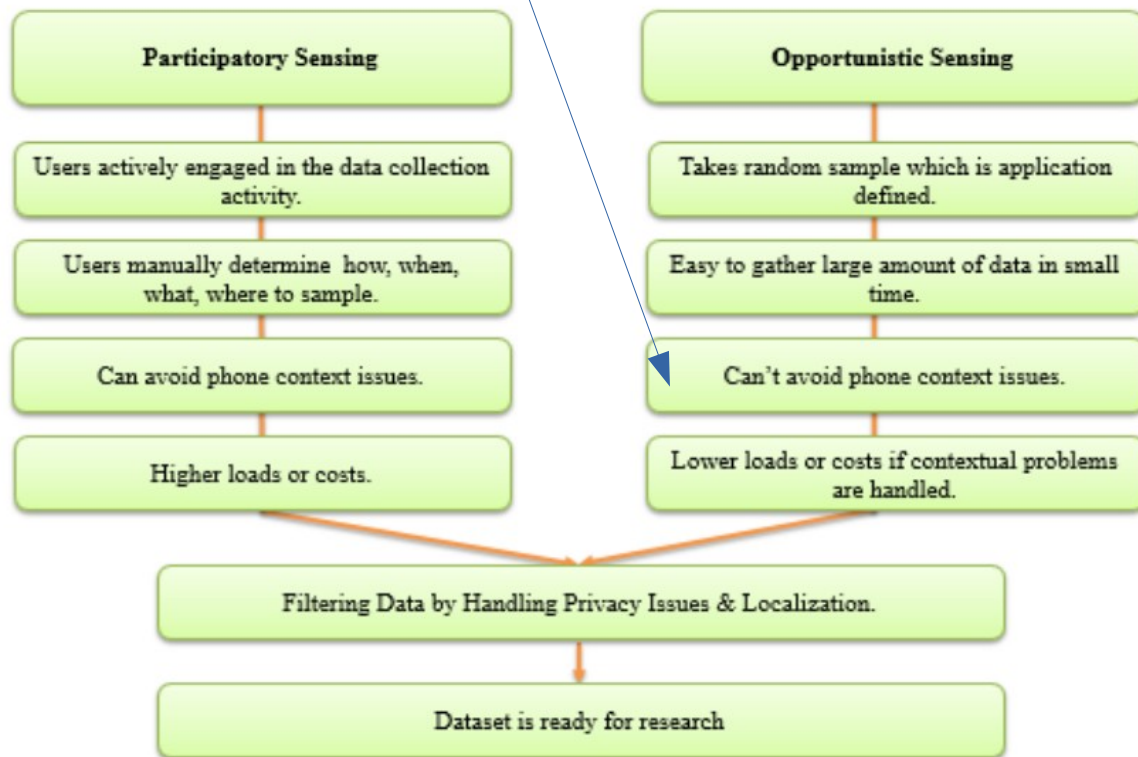 Participatory Sensing
Users actively engaged in the data collection
activity.
Users manually determine how, when,
what, where to sample.
Can avoid phone context issues.
Higher loads or costs.
Opportunistic Sensing
Takes random sample which is application
defined.
Easy to gather large amount of data in small
time.
Can't avoid phone context issues.
Lower loads or costs if contextual problems
are handled.
Filtering Data by Handling Privacy Issues & Localization.
Dataset is ready for research